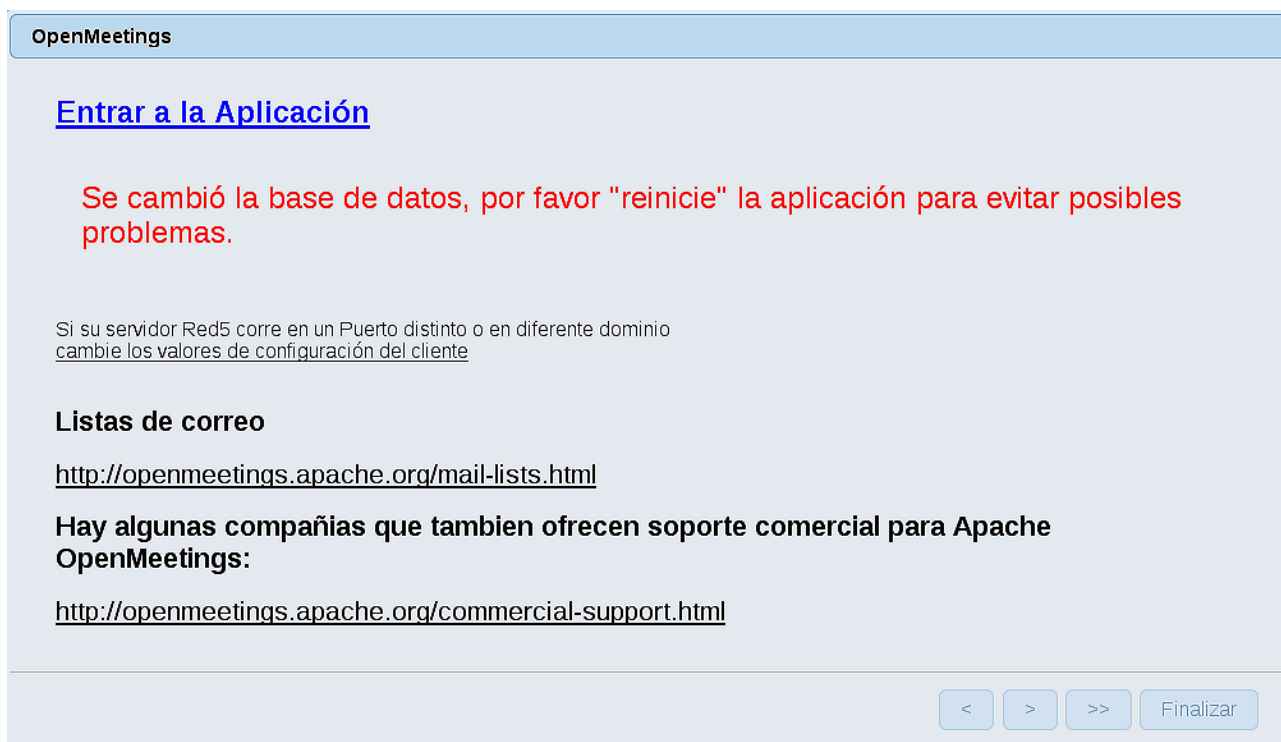 OpenMeetings
Entrar a la Aplicación
Se cambió la base de datos, por favor "reinicie" la aplicación para evitar posibles
problemas.
Si su servidor Red5 corre en un Puerto distinto o en diferente dominio
cambie los valores de configuración del cliente
Listas de correo
http://openmeetings.apache.org/mail-lists.html
Hay algunas compañias que tambien ofrecen soporte comercial para Apache
OpenMeetings:
http://openmeetings.apache.org/commercial-support.html
< > >> Finalizar